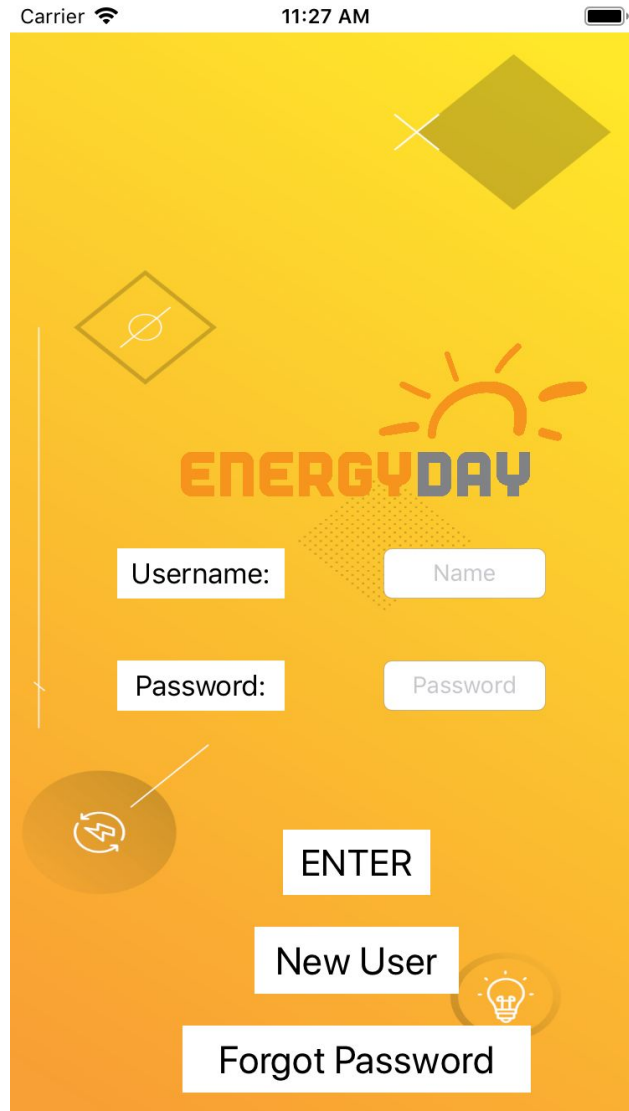 Carrier 11:27 AM
ENERGYDAY
Username: Name
Password: Password
ENTER
New User
Forgot Password